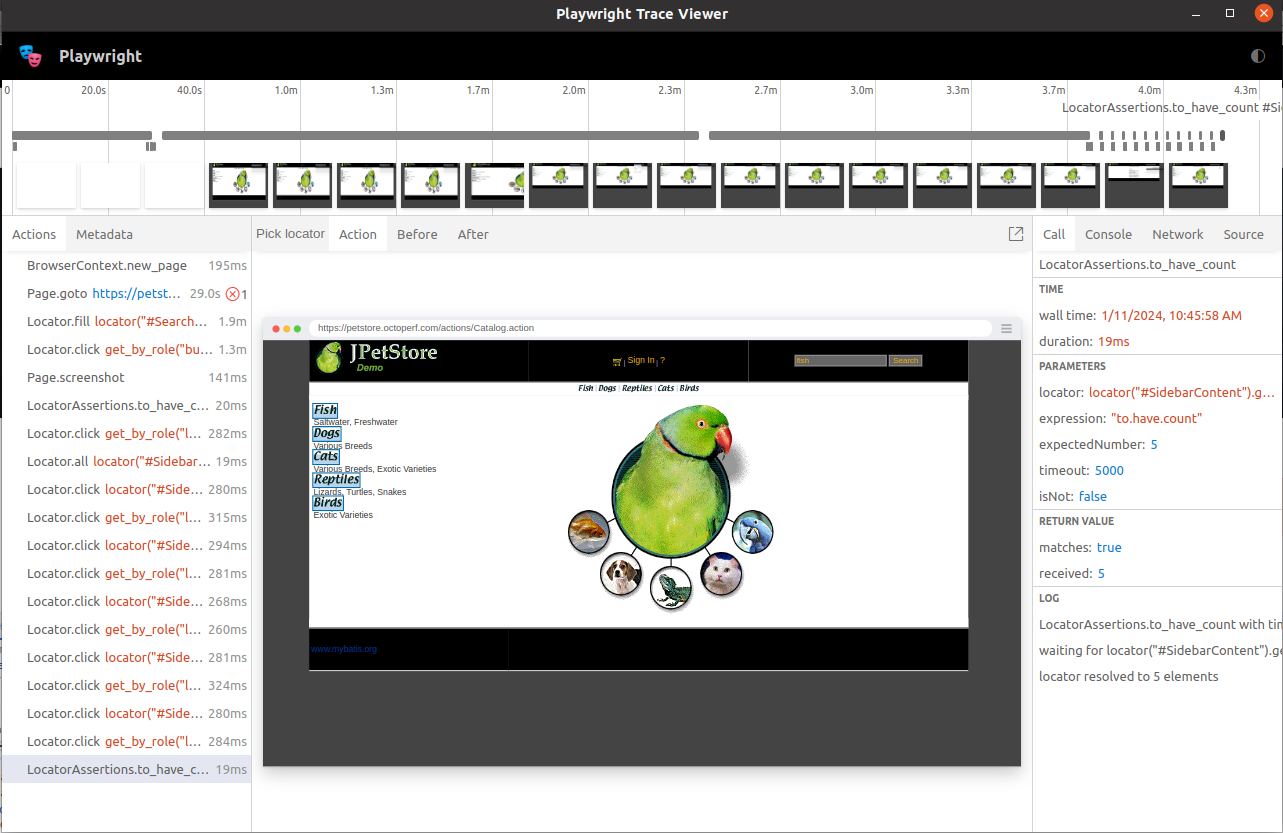 Playwright Trace Viewer
Playwright
0 20.0s 40.0s 1.0m 1.3m 1.7m 2.0m 2.3m 2.7m 3.0m 3.3m 3.7m 4.0m 4.3m
LocatorAssertions.to_have_count #Si
Actions Metadata
Pick locator Action Before After
Call Console Network Source
BrowserContext.new_page 195ms
Page.goto https://petst... 29.0s 1
Locator.fill locator("#Search... 1.9m
Locator.click get_by_role("bu... 1.3m
Page.screenshot 141ms
LocatorAssertions.to_have_c... 20ms
Locator.click get_by_role("l... 282ms
Locator.all locator("#Sidebar... 19ms
Locator.click locator("#Side... 280ms
Locator.click get_by_role("l... 315ms
Locator.click locator("#Side... 294ms
Locator.click get_by_role("l... 281ms
Locator.click locator("#Side... 268ms
Locator.click get_by_role("l... 260ms
Locator.click locator("#Side... 281ms
Locator.click get_by_role("l... 324ms
Locator.click locator("#Side... 280ms
Locator.click get_by_role("l... 284ms
LocatorAssertions.to_have_c... 19ms
https://petstore.octoperf.com/actions/Catalog.action
JPetStore
Demo
| Sign In | ?
fish Search
Fish | Dogs | Reptiles | Cats | Birds
Fish
Saltwater, Freshwater
Dogs
Various Breeds
Cats
Various Breeds, Exotic Varieties
Reptiles
Lizards, Turtles, Snakes
Birds
Exotic Varieties
www.mybatis.org
LocatorAssertions.to_have_count
TIME
wall time: 1/11/2024, 10:45:58 AM
duration: 19ms
PARAMETERS
locator: locator("#SidebarContent").g...
expression: "to.have.count"
expectedNumber: 5
timeout: 5000
isNot: false
RETURN VALUE
matches: true
received: 5
LOG
LocatorAssertions.to_have_count with tim
waiting for locator("#SidebarContent").ge
locator resolved to 5 elements